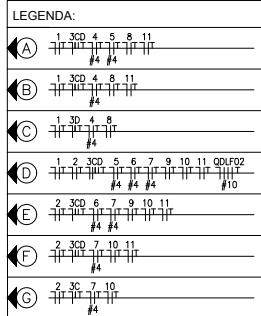 LEGENDA:
A 1 3CD 4 5 8 11
#4 #4
B 1 3CD 4 8 11
#4
C 1 3D 4 8
#4
D 1 2 3CD 5 6 7 9 10 11 QDLF02
#4 #4 #4 #10
E 2 3CD 6 7 9 10 11
#4 #4
F 2 3CD 7 10 11
#4
G 2 3C 7 10
#4